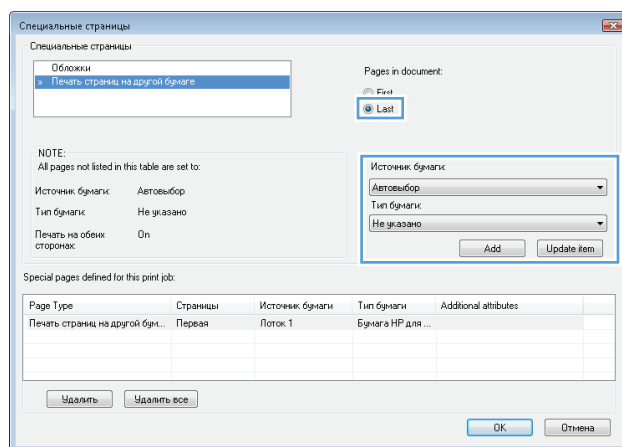 Специальные страницы
Специальные страницы
Обложки
» Печать страниц на другой бумаге
Pages in document:
First
Last
NOTE:
All pages not listed in this table are set to:
Источник бумаги: Автовыбор
Тип бумаги: Не указано
Печать на обеих сторонах: On
Источник бумаги:
Автовыбор
Тип бумаги:
Не указано
Add Update item
Special pages defined for this print job:
Page Type Страницы Источник бумаги Тип бумаги Additional attributes
Печать страниц на другой бум... Первая Лоток 1 Бумага HP для ...
Удалить Удалить все
OK Отмена